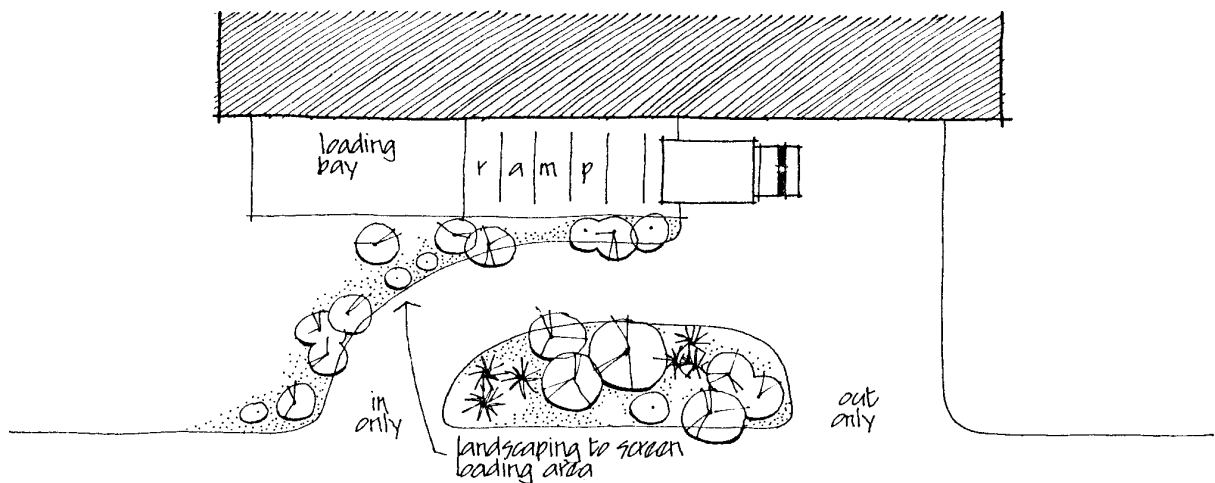 loading
bay
r a m p
in
only
out
only
landscaping to screen
loading area